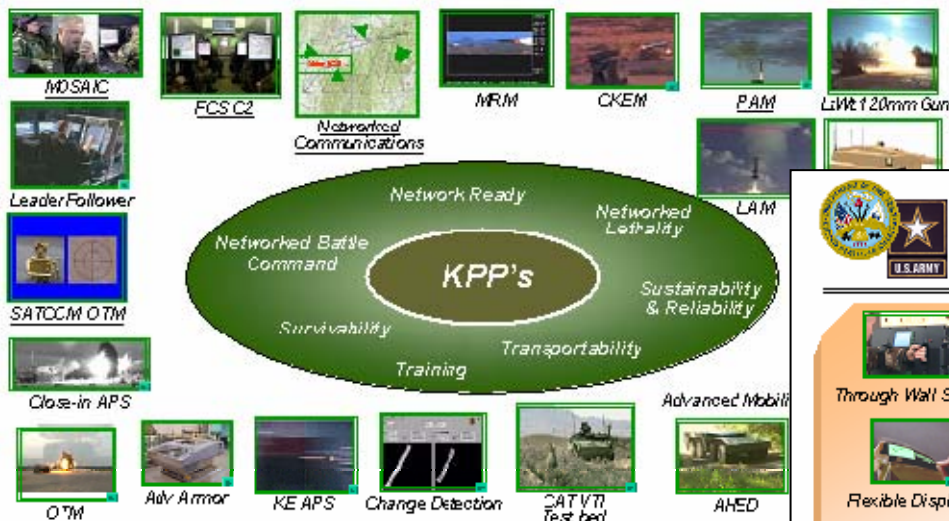 MOSAIC
FCS C2
Networked
Communications
MRM
CKEM
PAM
LtWt 120mm Gun
Leader Follower
LAM
U.S.ARMY
SATCOM OTM
Network Ready
Networked
Lethality
Networked Battle
Command
KPP's
Sustainability
& Reliability
Survivability
Transportability
Training
Close-in APS
Through Wall S
Advanced Mobili
OTM
Adv Armor
KE APS
Change Detection
CAT VTI
Test bed
AHED
Flexible Displ